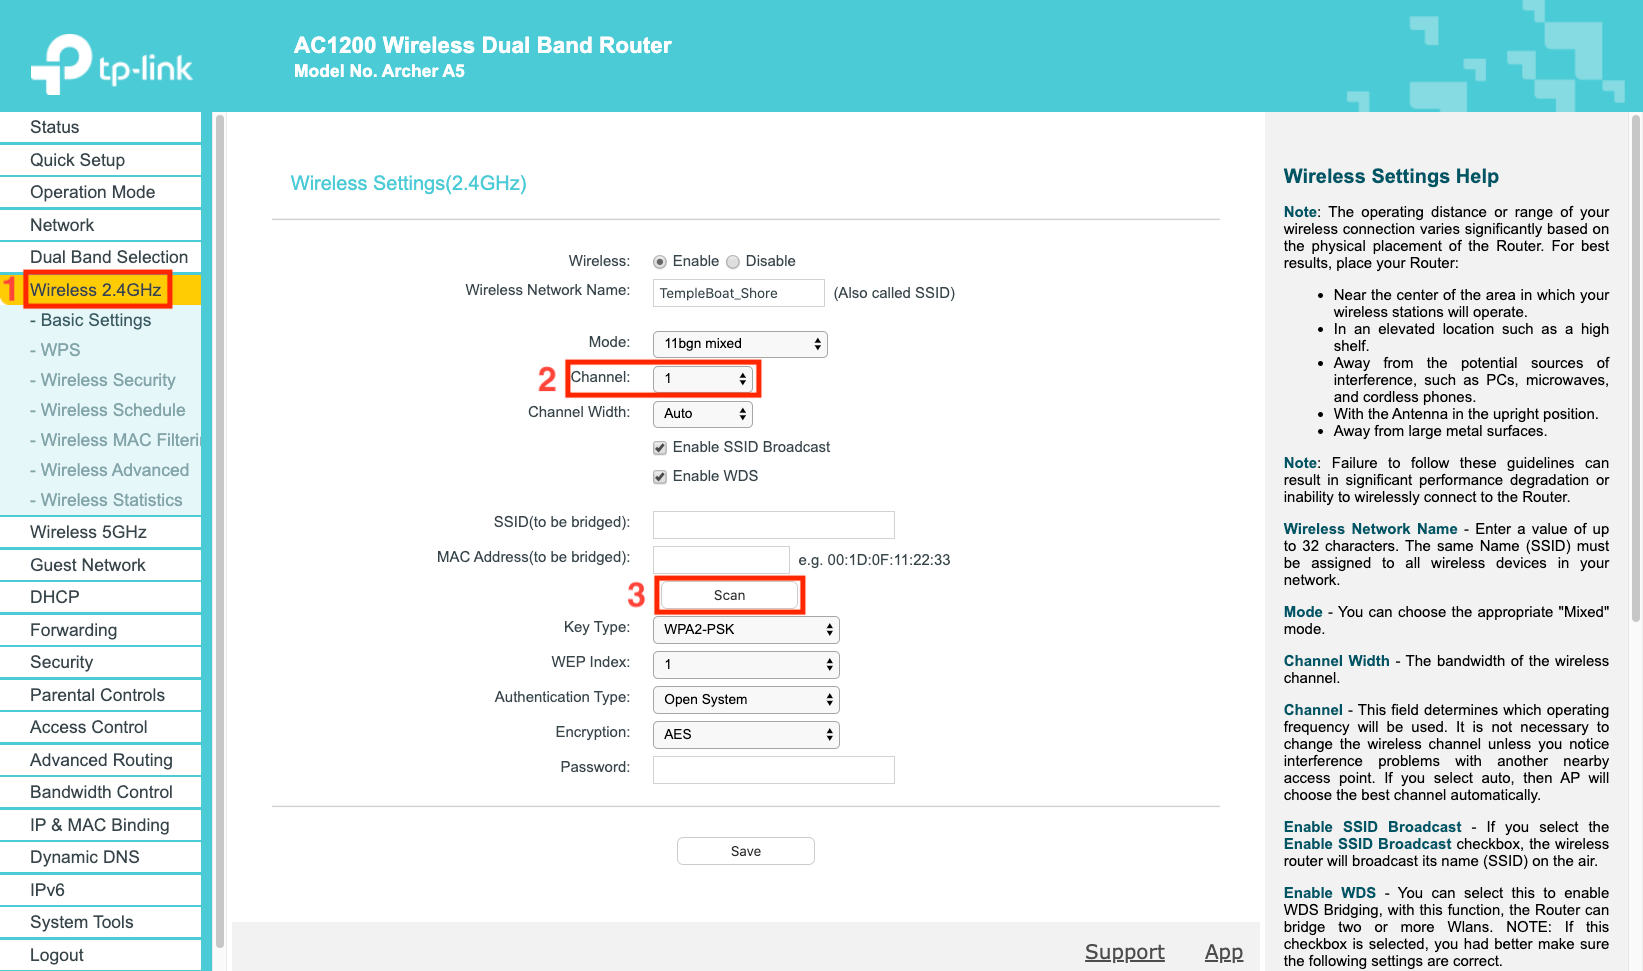 tp-link
AC1200 Wireless Dual Band Router
Model No. Archer A5
Status
Quick Setup
Operation Mode
Network
Dual Band Selection
1
Wireless 2.4GHz
- Basic Settings
- WPS
- Wireless Security
- Wireless Schedule
- Wireless MAC Filteri
- Wireless Advanced
- Wireless Statistics
Wireless 5GHz
Guest Network
DHCP
Forwarding
Security
Parental Controls
Access Control
Advanced Routing
Bandwidth Control
IP & MAC Binding
Dynamic DNS
IPv6
System Tools
Logout
Wireless Settings(2.4GHz)
Wireless: Enable Disable
Wireless Network Name: TempleBoat_Shore (Also called SSID)
Mode: 11bgn mixed
2 Channel: 1
Channel Width: Auto
Enable SSID Broadcast
Enable WDS
SSID(to be bridged):
MAC Address(to be bridged): e.g. 00:1D:0F:11:22:33
3 Scan
Key Type: WPA2-PSK
WEP Index: 1
Authentication Type: Open System
Encryption: AES
Password:
Save
Support App
Wireless Settings Help
Note: The operating distance or range of your
wireless connection varies significantly based on
the physical placement of the Router. For best
results, place your Router:
• Near the center of the area in which your
wireless stations will operate.
• In an elevated location such as a high
shelf.
• Away from the potential sources of
interference, such as PCs, microwaves,
and cordless phones.
• With the Antenna in the upright position.
• Away from large metal surfaces.
Note: Failure to follow these guidelines can
result in significant performance degradation or
inability to wirelessly connect to the Router.
Wireless Network Name - Enter a value of up
to 32 characters. The same Name (SSID) must
be assigned to all wireless devices in your
network.
Mode - You can choose the appropriate "Mixed"
mode.
Channel Width - The bandwidth of the wireless
channel.
Channel - This field determines which operating
frequency will be used. It is not necessary to
change the wireless channel unless you notice
interference problems with another nearby
access point. If you select auto, then AP will
choose the best channel automatically.
Enable SSID Broadcast - If you select the
Enable SSID Broadcast checkbox, the wireless
router will broadcast its name (SSID) on the air.
Enable WDS - You can select this to enable
WDS Bridging, with this function, the Router can
bridge two or more Wlans. NOTE: If this
checkbox is selected, you had better make sure
the following settings are correct.